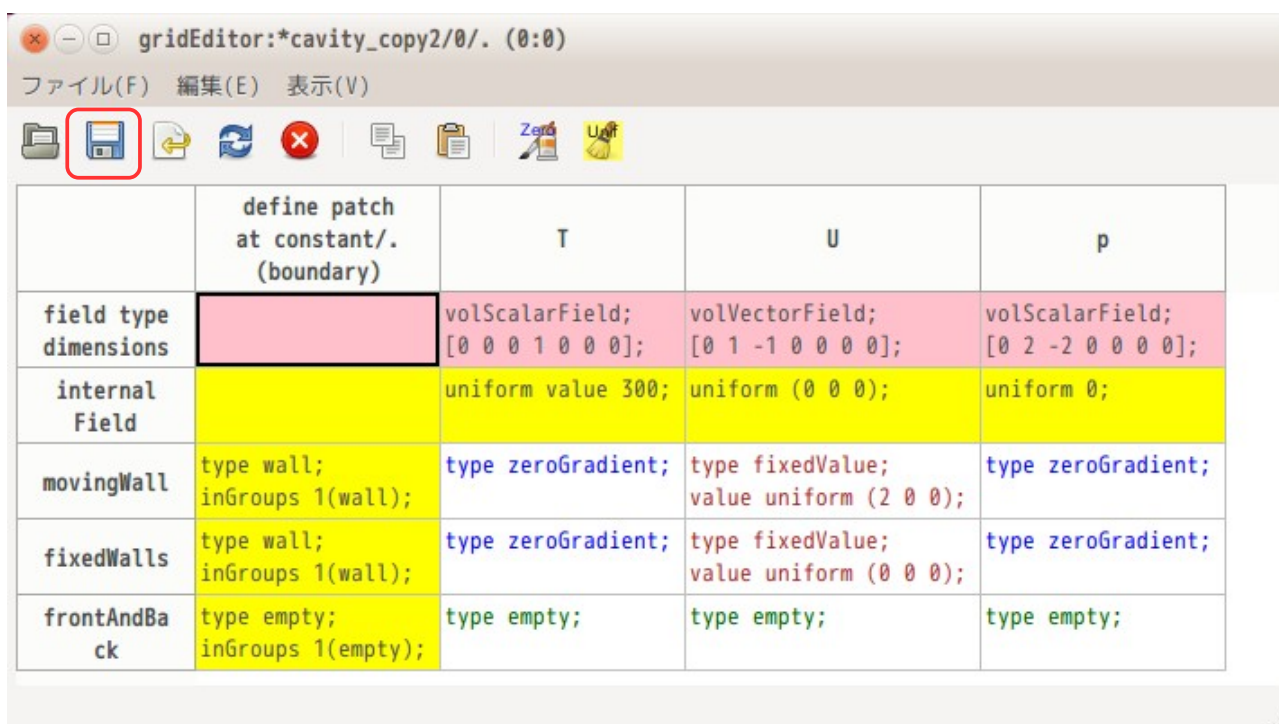 gridEditor:*cavity_copy2/0/. (0:0)
ファイル(F) 編集(E) 表示(V)
Zero Unif
define patch
at constant/.
(boundary)
T
U
p
field type
dimensions
volScalarField;
[0 0 0 1 0 0 0];
volVectorField;
[0 1 -1 0 0 0 0];
volScalarField;
[0 2 -2 0 0 0 0];
internal
Field
uniform value 300;
uniform (0 0 0);
uniform 0;
movingWall
type wall;
inGroups 1(wall);
type zeroGradient;
type fixedValue;
value uniform (2 0 0);
type zeroGradient;
fixedWalls
type wall;
inGroups 1(wall);
type zeroGradient;
type fixedValue;
value uniform (0 0 0);
type zeroGradient;
frontAndBa
ck
type empty;
inGroups 1(empty);
type empty;
type empty;
type empty;